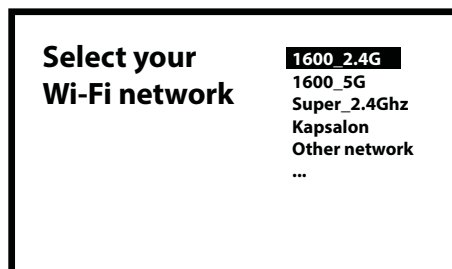 Select your
Wi-Fi network
1600_2.4G
1600_5G
Super_2.4Ghz
Kapsalon
Other network
...